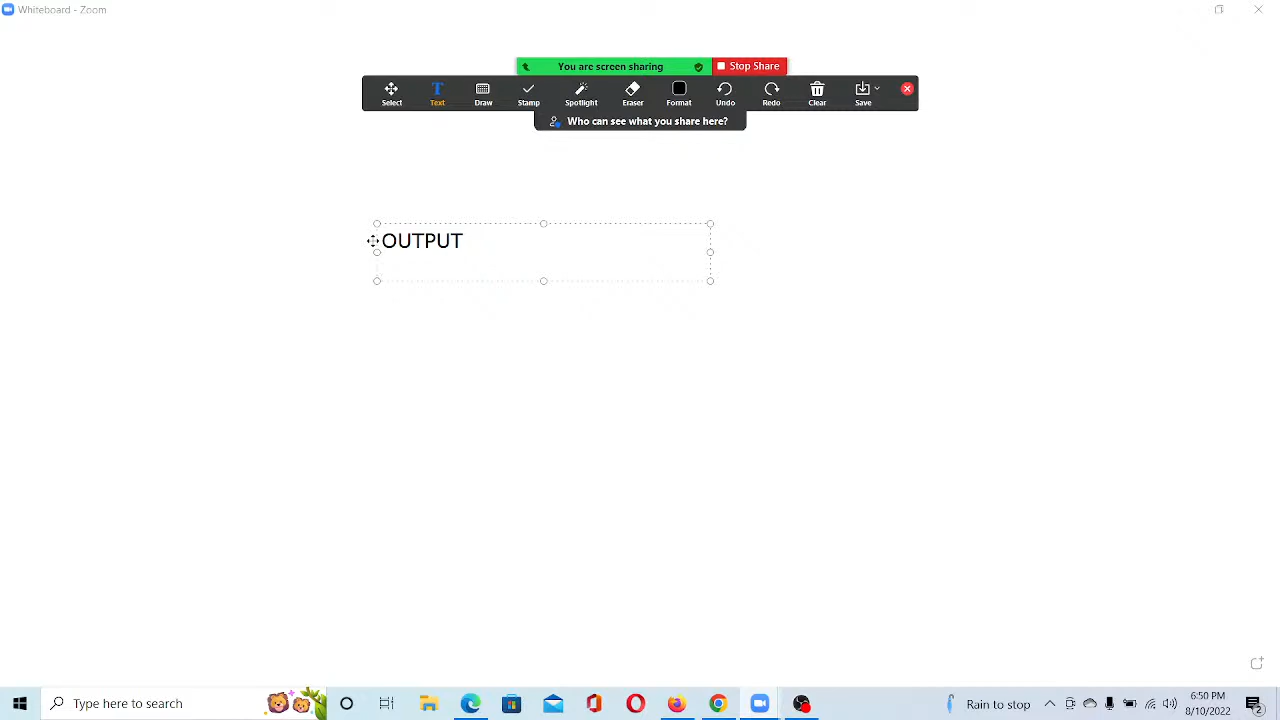 Whiteboard - Zoom
You are screen sharing
Stop Share
Select
Text
Draw
Stamp
Spotlight
Eraser
Format
Undo
Redo
Clear
Save
Who can see what you share here?
OUTPUT
Type here to search
Rain to stop
6:50 PM
8/10/2022
2